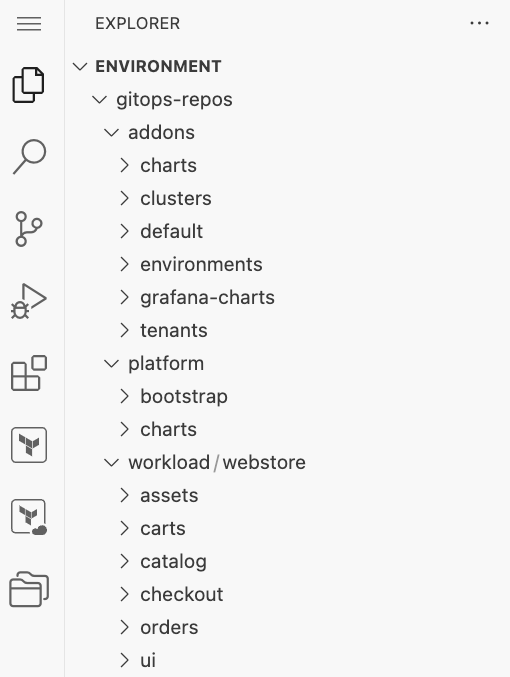 EXPLORER
ENVIRONMENT
gitops-repos
addons
charts
clusters
default
environments
grafana-charts
tenants
platform
bootstrap
charts
workload/webstore
assets
carts
catalog
checkout
orders
ui